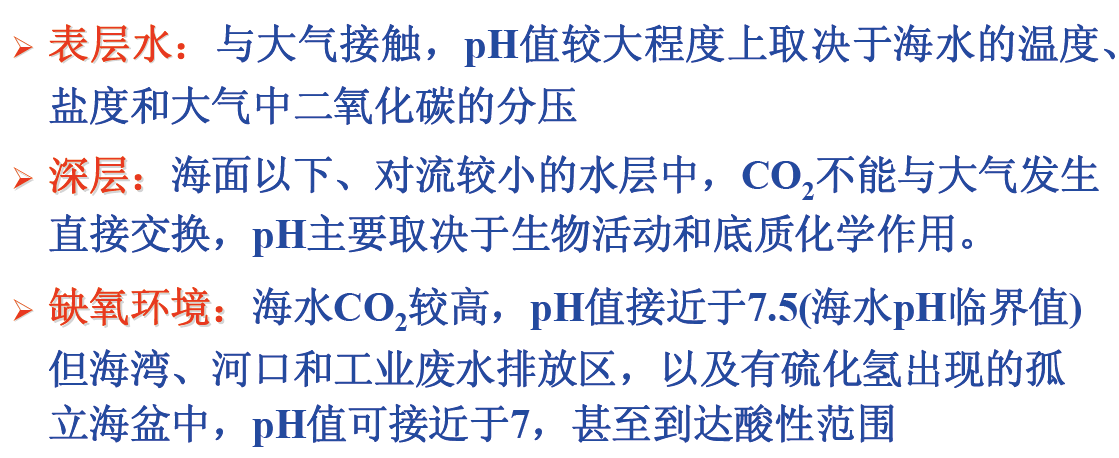 ➢ 表层水：与大气接触，pH值较大程度上取决于海水的温度、
盐度和大气中二氧化碳的分压
➢ 深层：海面以下、对流较小的水层中，CO₂不能与大气发生
直接交换，pH主要取决于生物活动和底质化学作用。
➢ 缺氧环境：海水CO₂较高，pH值接近于7.5(海水pH临界值)
但海湾、河口和工业废水排放区，以及有硫化氢出现的孤
立海盆中，pH值可接近于7，甚至到达酸性范围